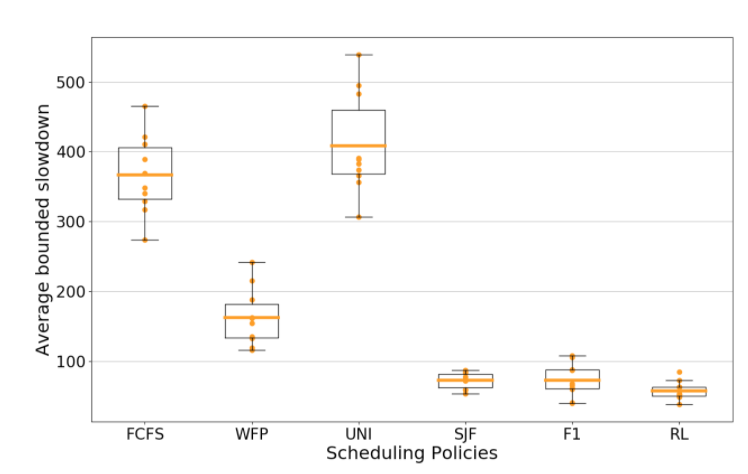 Average bounded slowdown
500
400
300
200
100
FCFS WFP UNI SJF F1 RL
Scheduling Policies